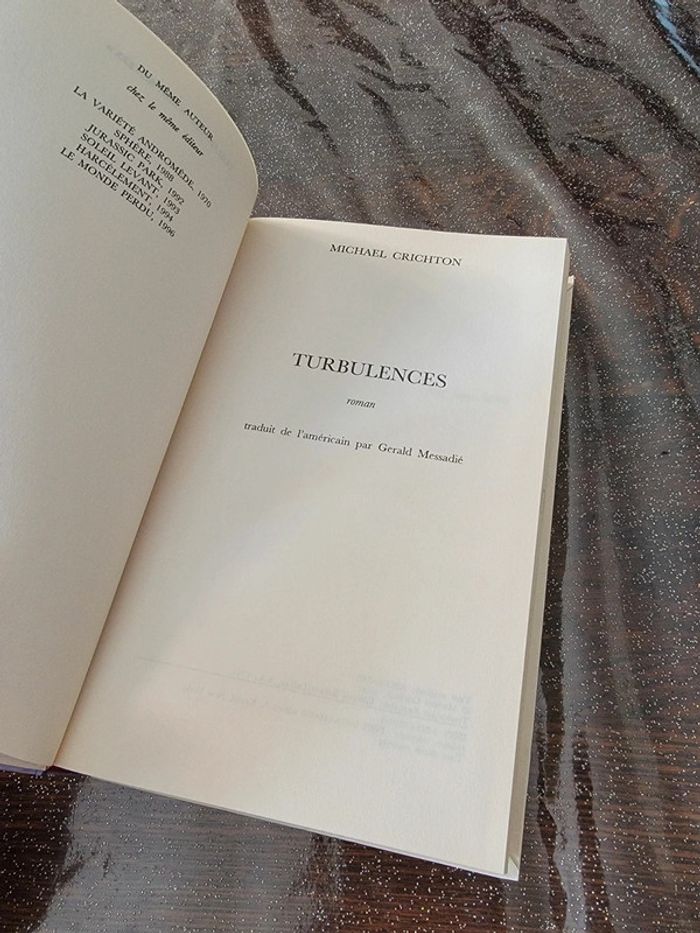 DU MÊME AUTEUR
chez le même éditeur
LA VARIÉTÉ ANDROMÈDE, 1970
SPHÈRE, 1988
JURASSIC PARK, 1992
SOLEIL LEVANT, 1993
HARCÈLEMENT, 1994
LE MONDE PERDU, 1996
MICHAEL CRICHTON
TURBULENCES
roman
traduit de l'américain par Gerald Messadié